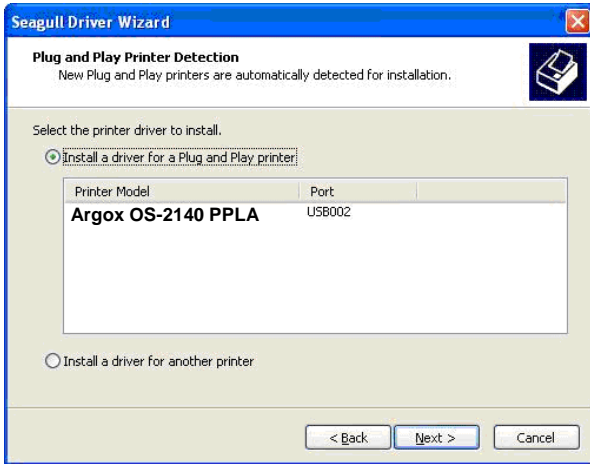 Seagull Driver Wizard
Plug and Play Printer Detection
New Plug and Play printers are automatically detected for installation.
Select the printer driver to install.
Install a driver for a Plug and Play printer
Printer Model Port
Argox OS-2140 PPLA USB002
Install a driver for another printer
< Back Next > Cancel